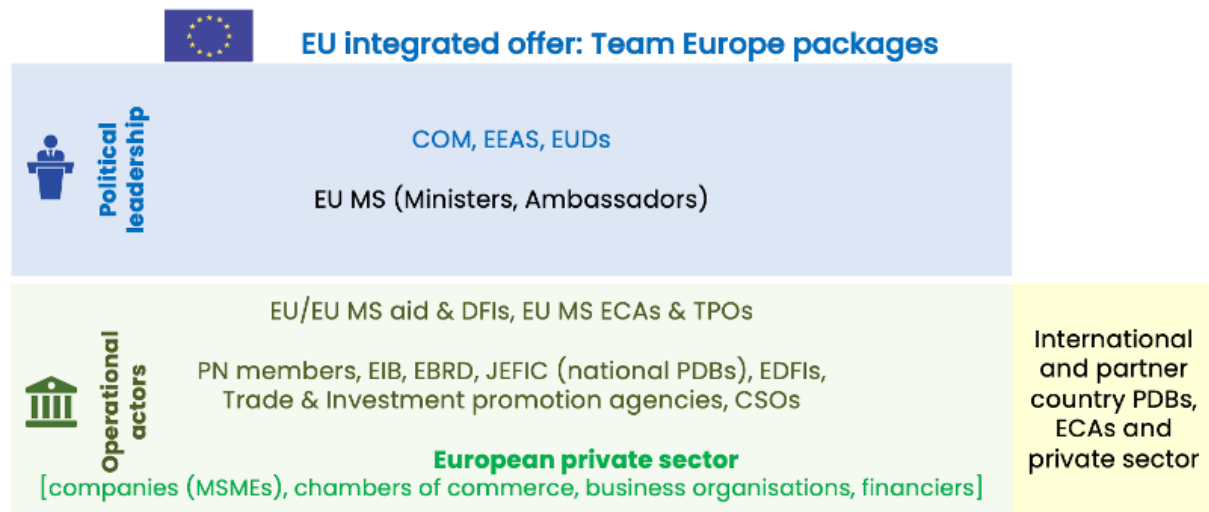 EU integrated offer: Team Europe packages
Political
leadership
COM, EEAS, EUDs
EU MS (Ministers, Ambassadors)
Operational
actors
EU/EU MS aid & DFIs, EU MS ECAs & TPOs
PN members, EIB, EBRD, JEFIC (national PDBs), EDFIs,
Trade & Investment promotion agencies, CSOs
European private sector
[companies (MSMEs), chambers of commerce, business organisations, financiers]
International
and partner
country PDBs,
ECAs and
private sector